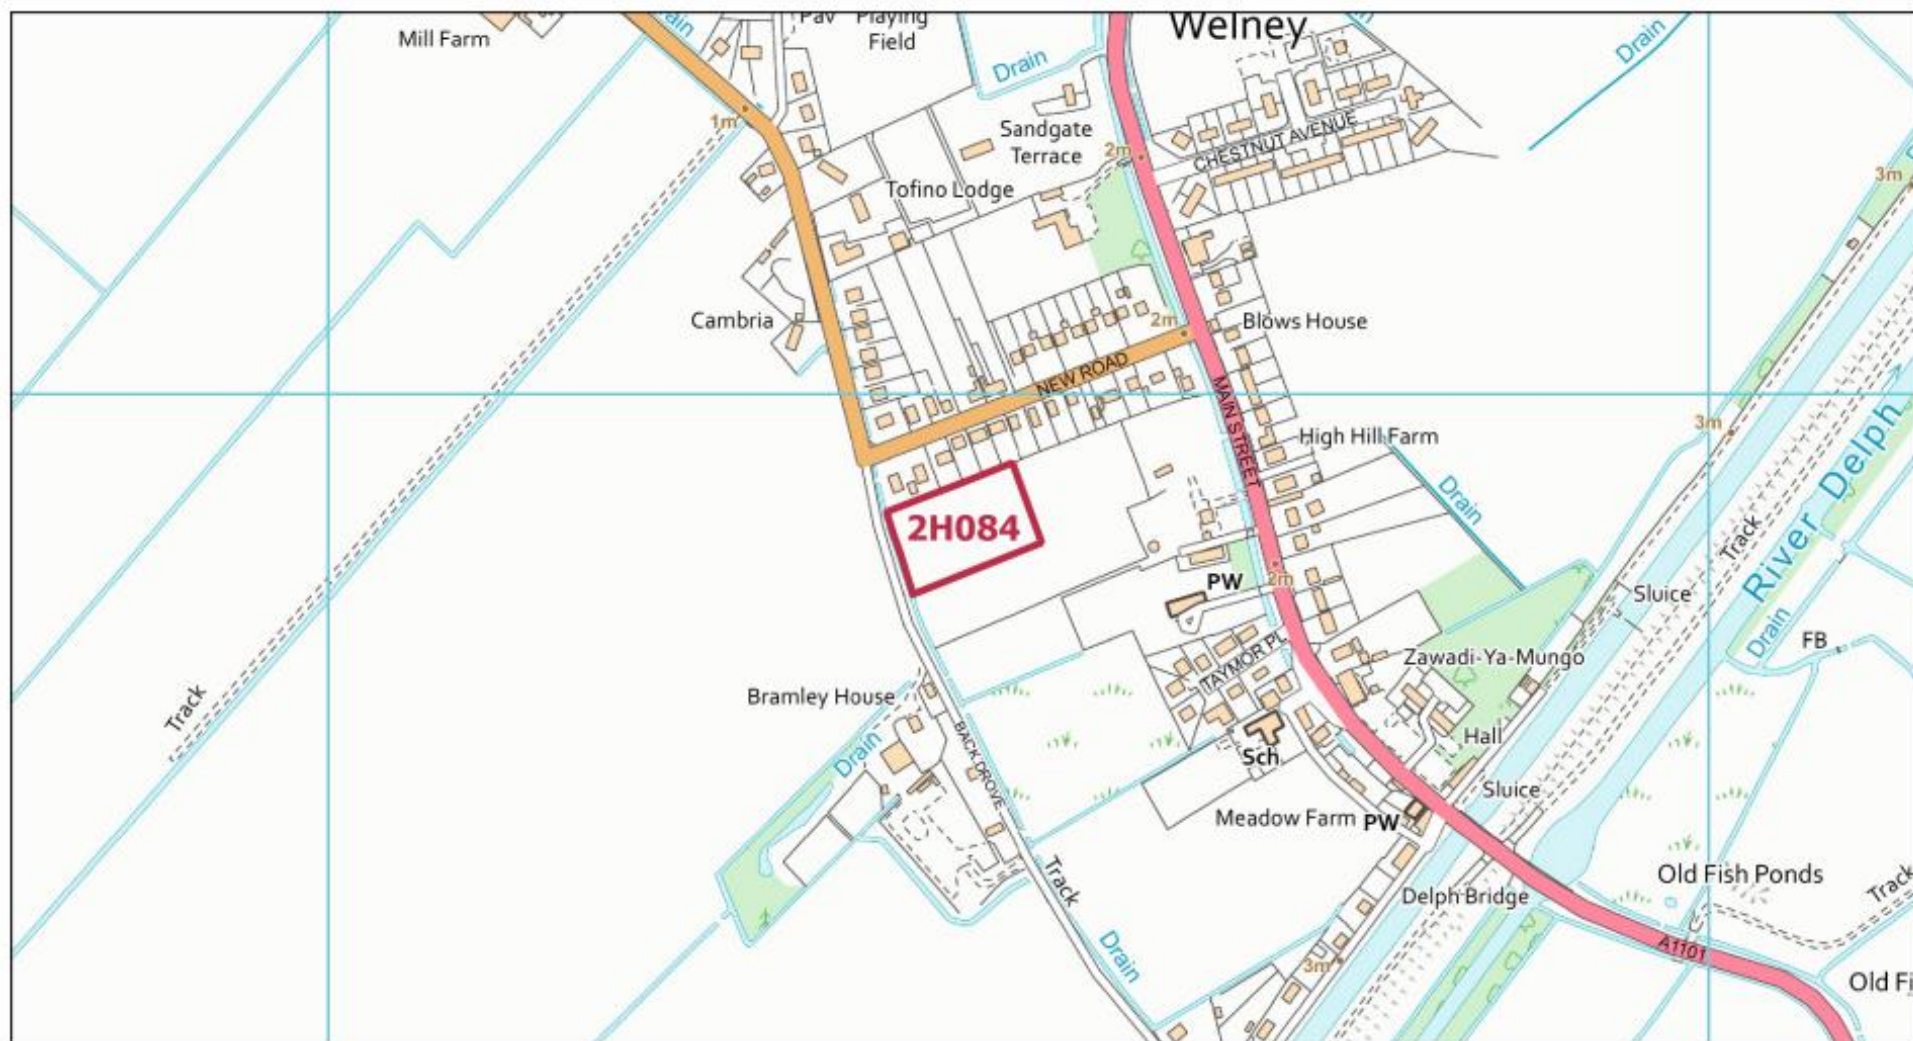 Pav
Playing
Field
Welney
Mill Farm
Drain
Drain
Drain
Drain
1m
Sandgate
Terrace
2m
CHESTNUT AVENUE
3m
Tofino Lodge
Cambria
2m
Blows House
NEW ROAD
MAIN STREET
High Hill Farm
3m
River Delph
Drain
2H084
Track
PW
2m
Sluice
Drain
FB
TAYMOR PL
Zawadi-Ya-Mungo
Track
Bramley House
BACK DROVE
Drain
Sch
Hall
Sluice
Meadow Farm
PW
Track
Old Fish Ponds
Track
Delph Bridge
Drain
3m
A1101
Old Fi